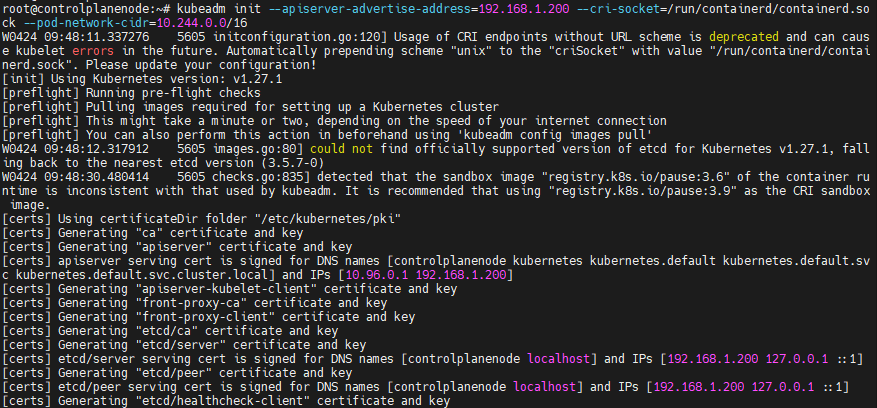 root@controlplanenode:~# kubeadm init --apiserver-advertise-address=192.168.1.200 --cri-socket=/run/containerd/containerd.so
ck --pod-network-cidr=10.244.0.0/16
W0424 09:48:11.337276    5605 initconfiguration.go:120] Usage of CRI endpoints without URL scheme is deprecated and can caus
e kubelet errors in the future. Automatically prepending scheme "unix" to the "criSocket" with value "/run/containerd/contai
nerd.sock". Please update your configuration!
[init] Using Kubernetes version: v1.27.1
[preflight] Running pre-flight checks
[preflight] Pulling images required for setting up a Kubernetes cluster
[preflight] This might take a minute or two, depending on the speed of your internet connection
[preflight] You can also perform this action in beforehand using 'kubeadm config images pull'
W0424 09:48:12.317912    5605 images.go:80] could not find officially supported version of etcd for Kubernetes v1.27.1, fall
ing back to the nearest etcd version (3.5.7-0)
W0424 09:48:30.480414    5605 checks.go:835] detected that the sandbox image "registry.k8s.io/pause:3.6" of the container ru
ntime is inconsistent with that used by kubeadm. It is recommended that using "registry.k8s.io/pause:3.9" as the CRI sandbox
 image.
[certs] Using certificateDir folder "/etc/kubernetes/pki"
[certs] Generating "ca" certificate and key
[certs] Generating "apiserver" certificate and key
[certs] apiserver serving cert is signed for DNS names [controlplanenode kubernetes kubernetes.default kubernetes.default.sv
c kubernetes.default.svc.cluster.local] and IPs [10.96.0.1 192.168.1.200]
[certs] Generating "apiserver-kubelet-client" certificate and key
[certs] Generating "front-proxy-ca" certificate and key
[certs] Generating "front-proxy-client" certificate and key
[certs] Generating "etcd/ca" certificate and key
[certs] Generating "etcd/server" certificate and key
[certs] etcd/server serving cert is signed for DNS names [controlplanenode localhost] and IPs [192.168.1.200 127.0.0.1 ::1]
[certs] Generating "etcd/peer" certificate and key
[certs] etcd/peer serving cert is signed for DNS names [controlplanenode localhost] and IPs [192.168.1.200 127.0.0.1 ::1]
[certs] Generating "etcd/healthcheck-client" certificate and key